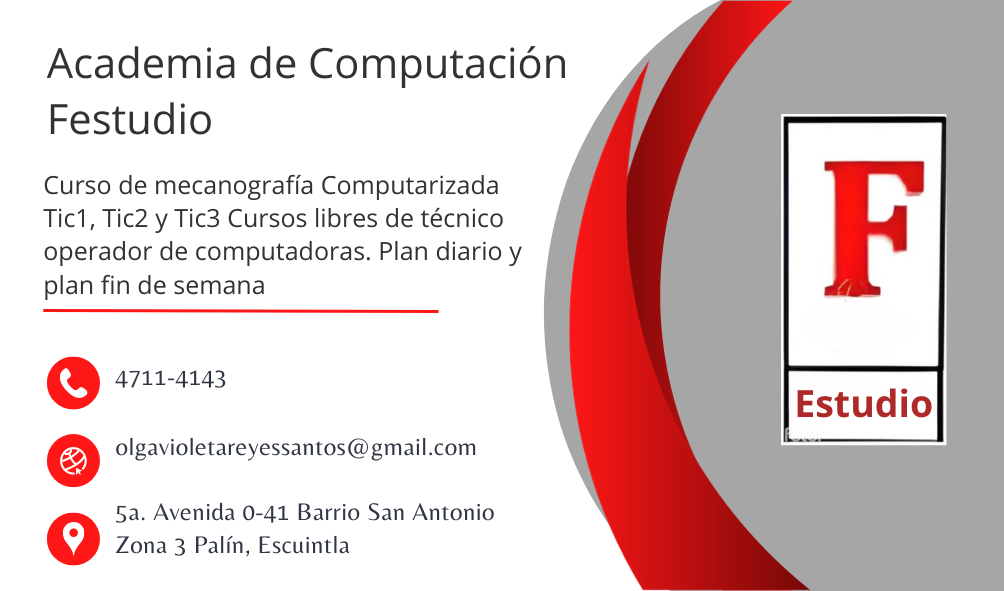 Academia de Computación
Festudio
Curso de mecanografía Computarizada
Tic1, Tic2 y Tic3 Cursos libres de técnico
operador de computadoras. Plan diario y
plan fin de semana
4711-4143
olgavioletareyessantos@gmail.com
5a. Avenida 0-41 Barrio San Antonio
Zona 3 Palín, Escuintla
F
Estudio